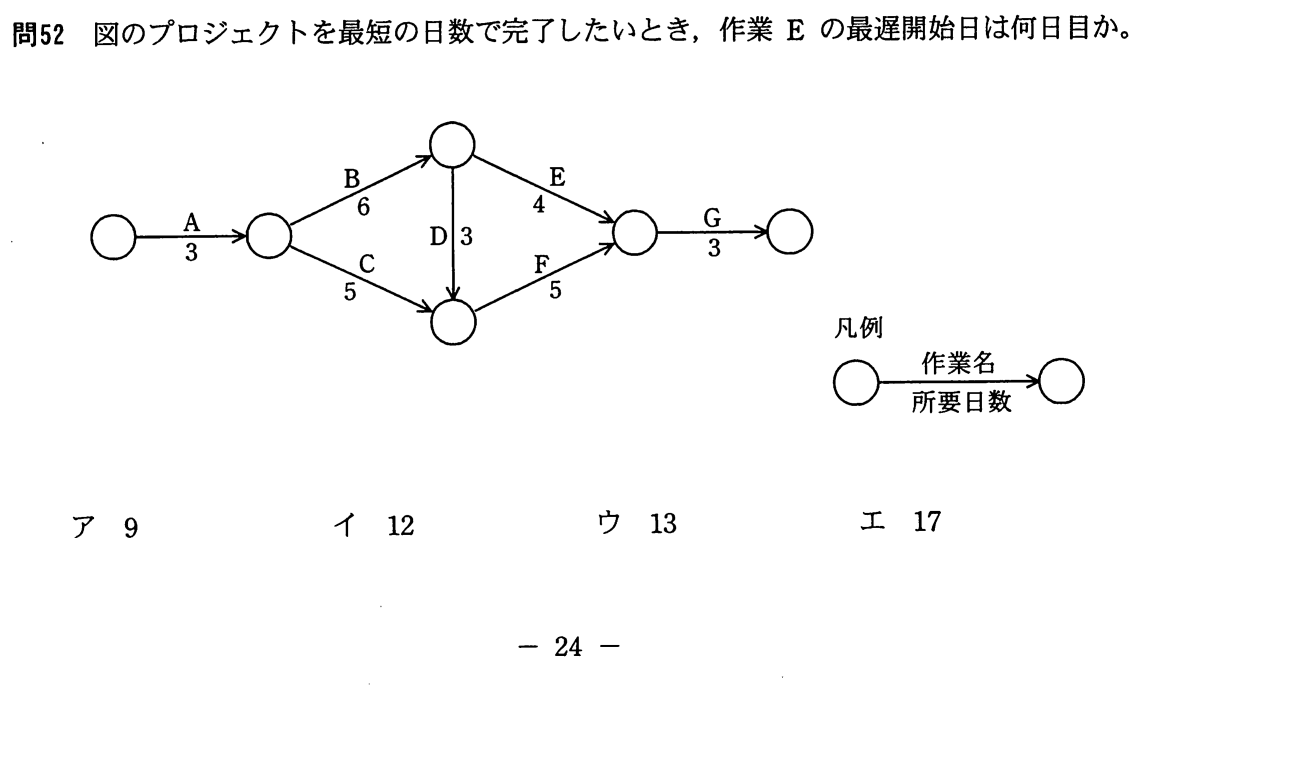 問52　図のプロジェクトを最短の日数で完了したいとき，作業 E の最遅開始日は何日目か。
B
6
E
4
A
3
D 3
G
3
C
5
F
5
凡例
作業名
所要日数
ア　9　イ　12　ウ　13　エ　17
－ 24 －